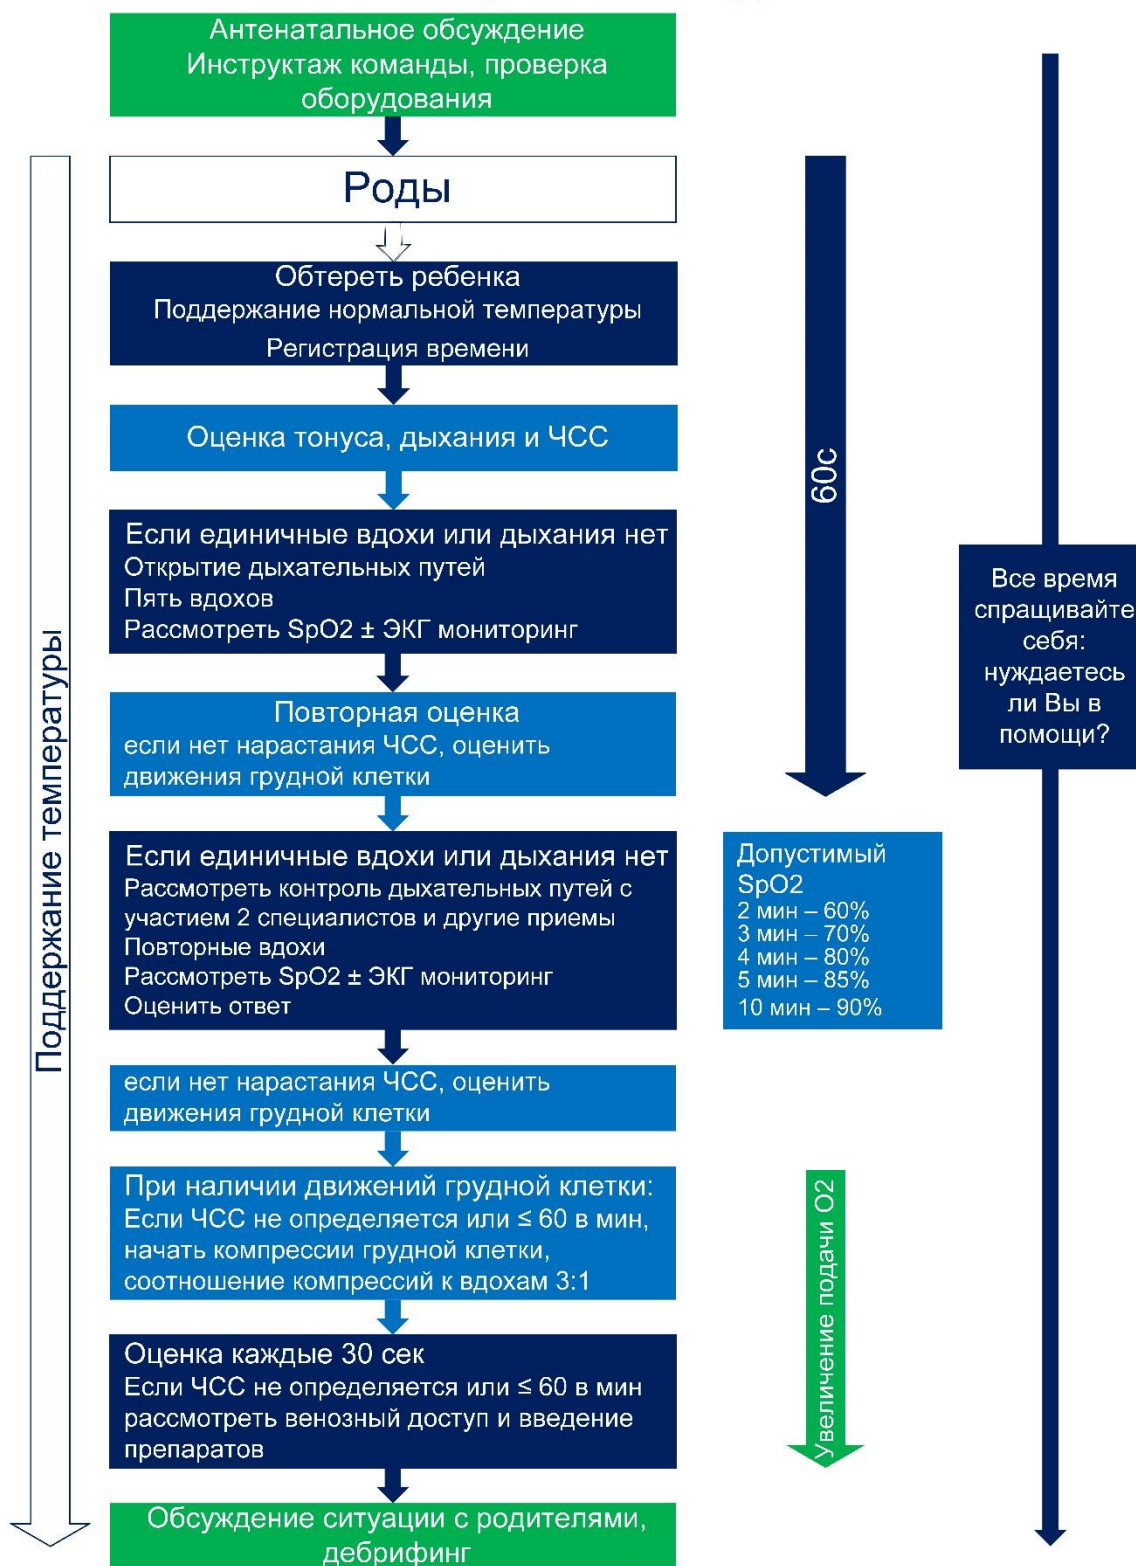 Антенатальное обсуждение
Инструктаж команды, проверка
оборудования
Роды
Обтереть ребенка
Поддержание нормальной температуры
Регистрация времени
Оценка тонуса, дыхания и ЧСС
Если единичные вдохи или дыхания нет
Открытие дыхательных путей
Пять вдохов
Рассмотреть SpO2 ± ЭКГ мониторинг
Повторная оценка
если нет нарастания ЧСС, оценить
движения грудной клетки
Если единичные вдохи или дыхания нет
Рассмотреть контроль дыхательных путей с
участием 2 специалистов и другие приемы
Повторные вдохи
Рассмотреть SpO2 ± ЭКГ мониторинг
Оценить ответ
если нет нарастания ЧСС, оценить
движения грудной клетки
При наличии движений грудной клетки:
Если ЧСС не определяется или ≤ 60 в мин,
начать компрессии грудной клетки,
соотношение компрессий к вдохам 3:1
Оценка каждые 30 сек
Если ЧСС не определяется или ≤ 60 в мин
рассмотреть венозный доступ и введение
препаратов
Обсуждение ситуации с родителями,
дебрифинг
Поддержание температуры
60с
Допустимый
SpO2
2 мин – 60%
3 мин – 70%
4 мин – 80%
5 мин – 85%
10 мин – 90%
Увеличение подачи О2
Все время
спрашивайте
себя:
нуждаетесь
ли Вы в
помощи?